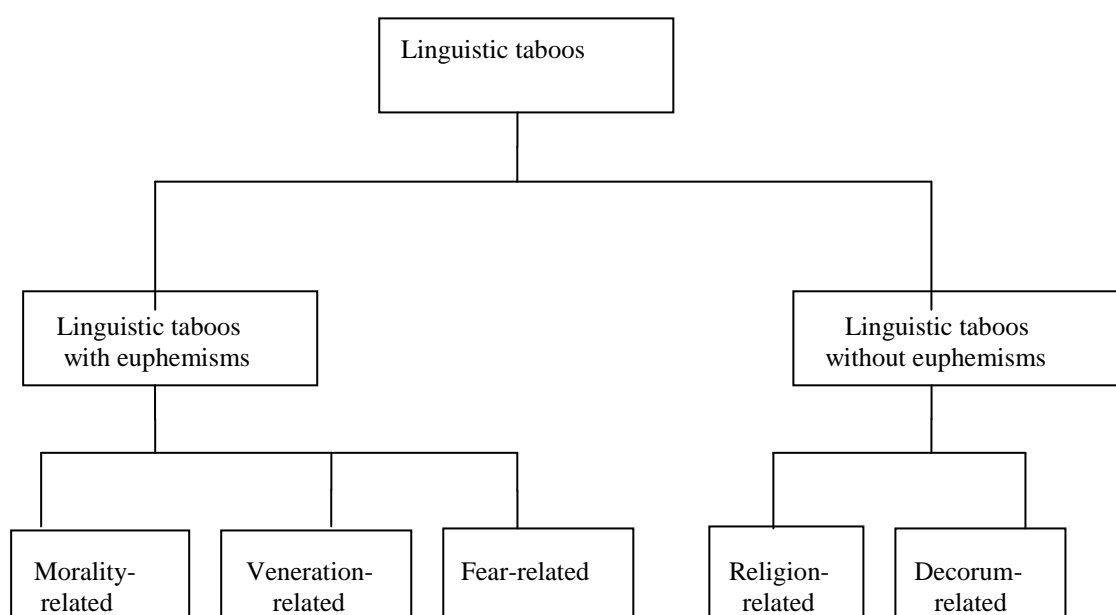 Linguistic taboos
Linguistic taboos
with euphemisms
Linguistic taboos
without euphemisms
Morality-
related
Veneration-
related
Fear-related
Religion-
related
Decorum-
related